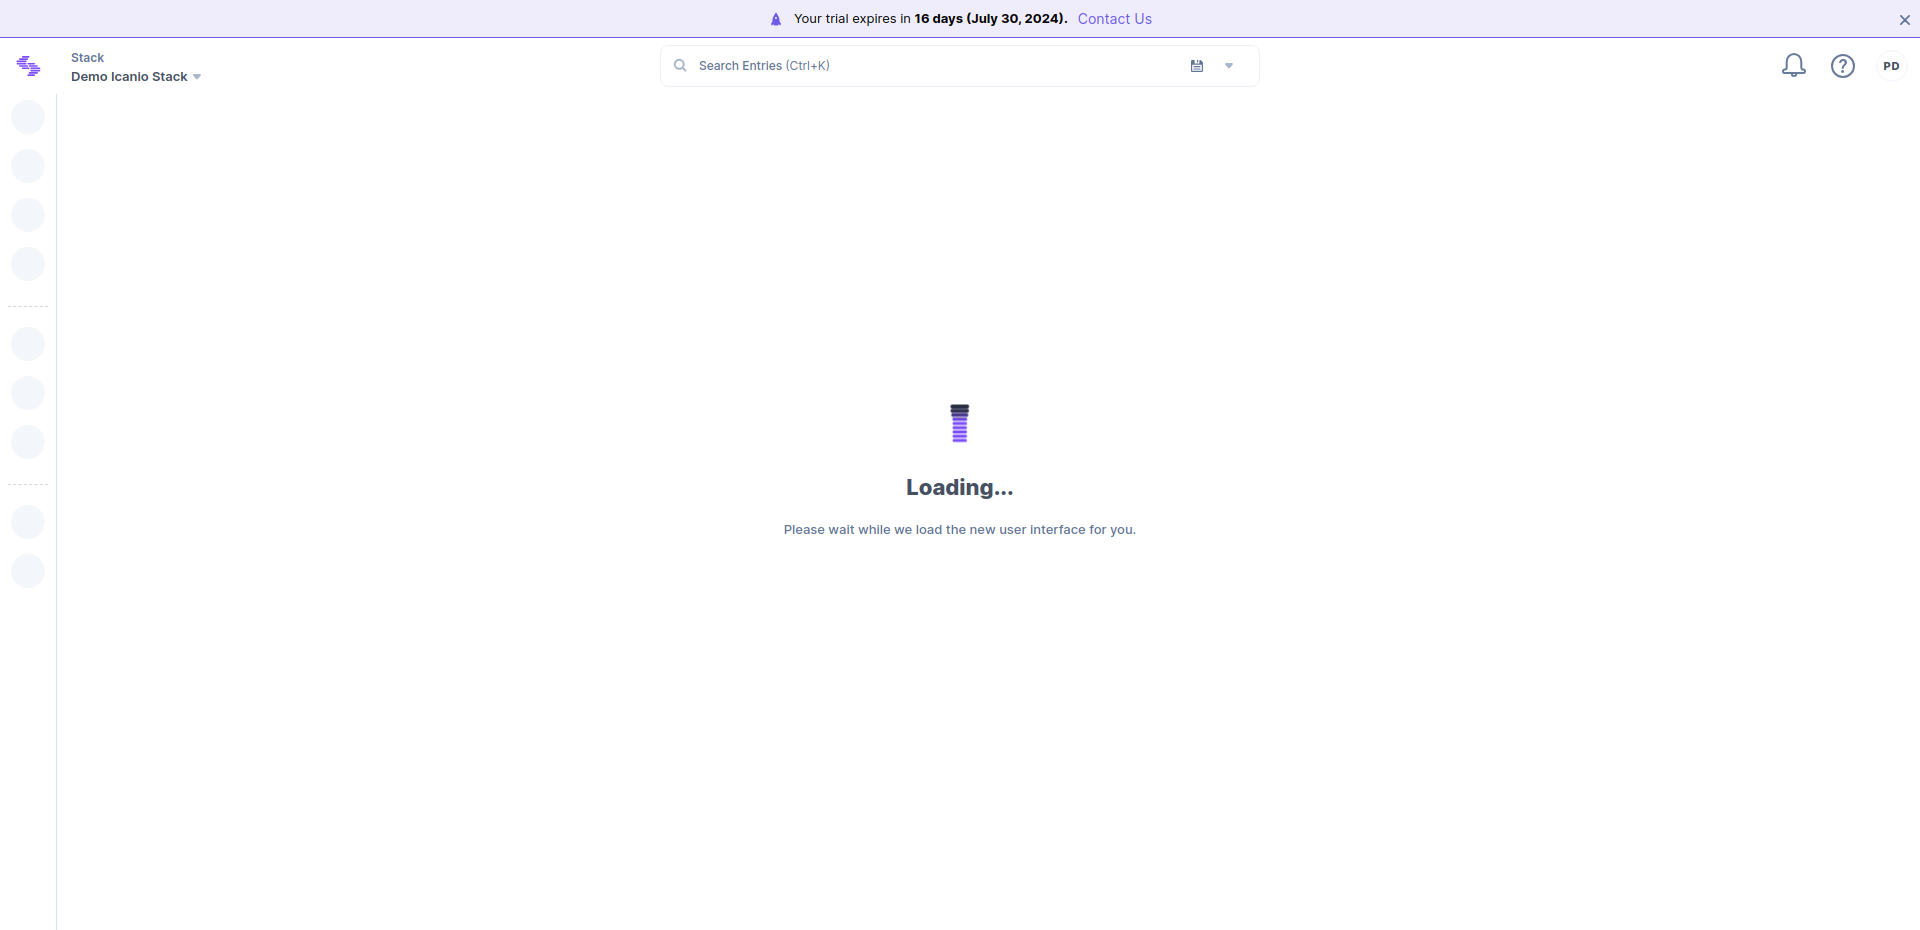 Your trial expires in 16 days (July 30, 2024). Contact Us
Stack
Demo Icanio Stack
Search Entries (Ctrl+K)
PD
Loading...
Please wait while we load the new user interface for you.